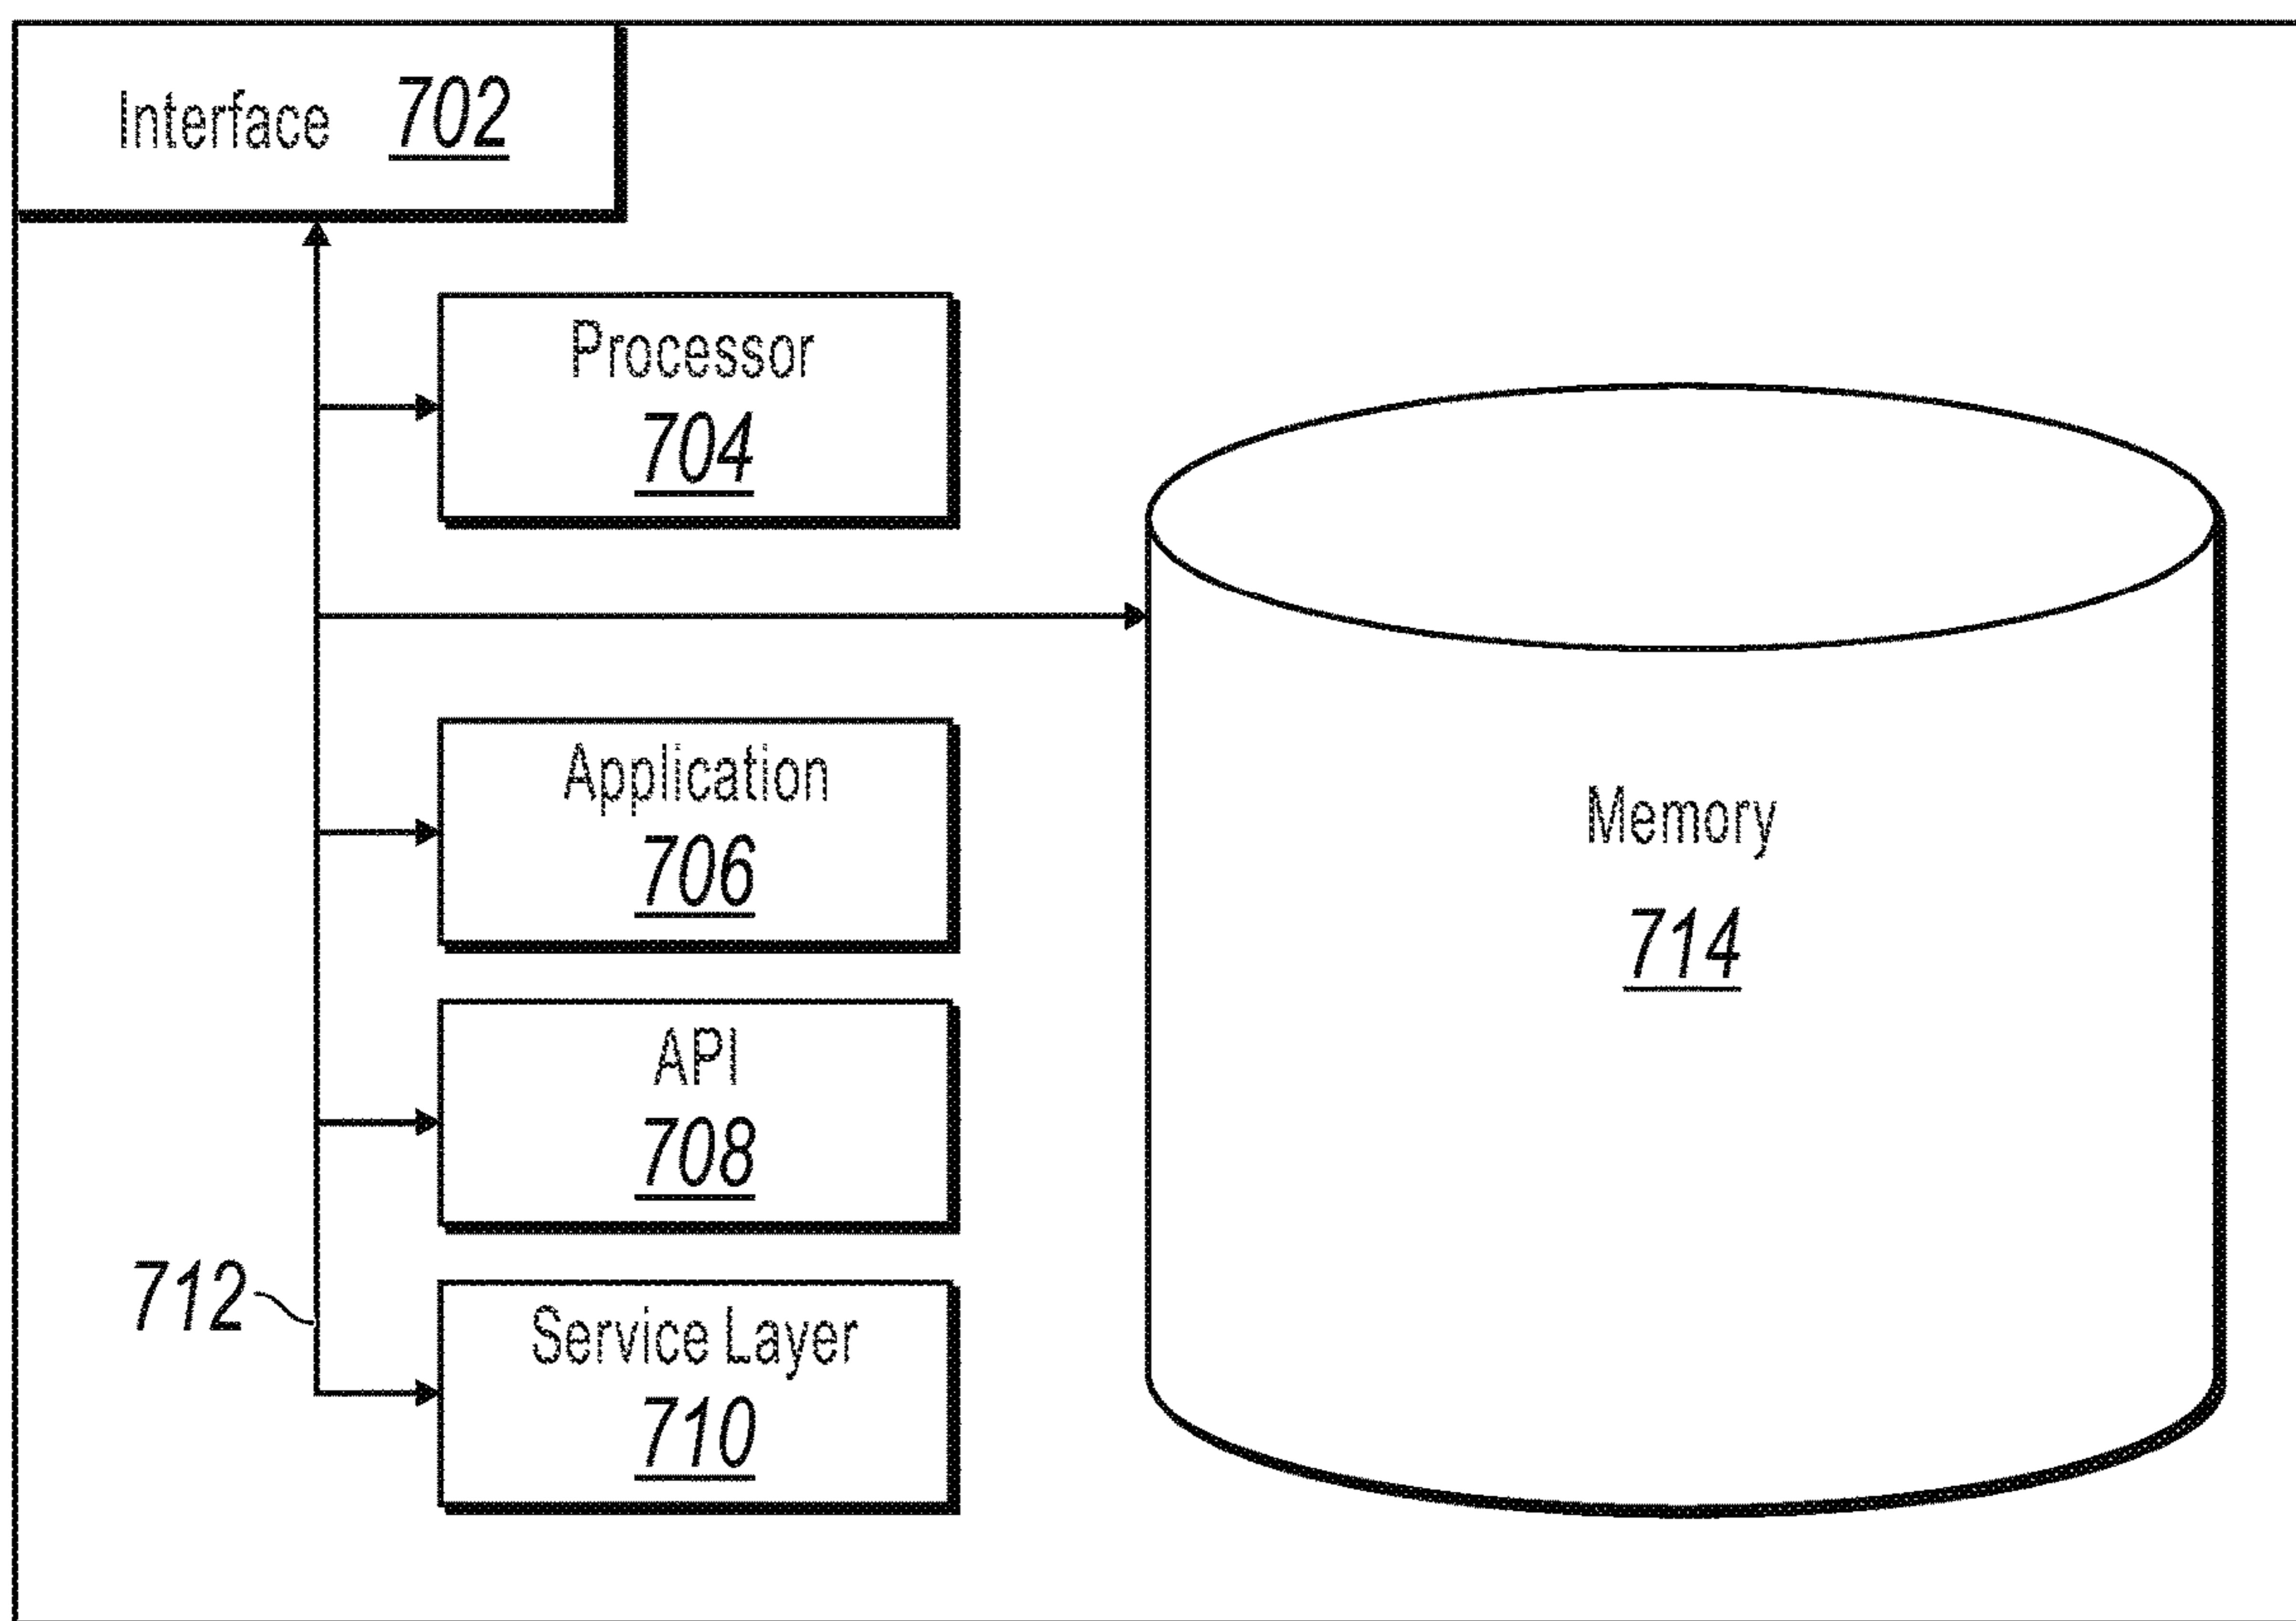 Interface 702
Processor
704
Application
706
Memory
714
API
708
712
Service Layer
710